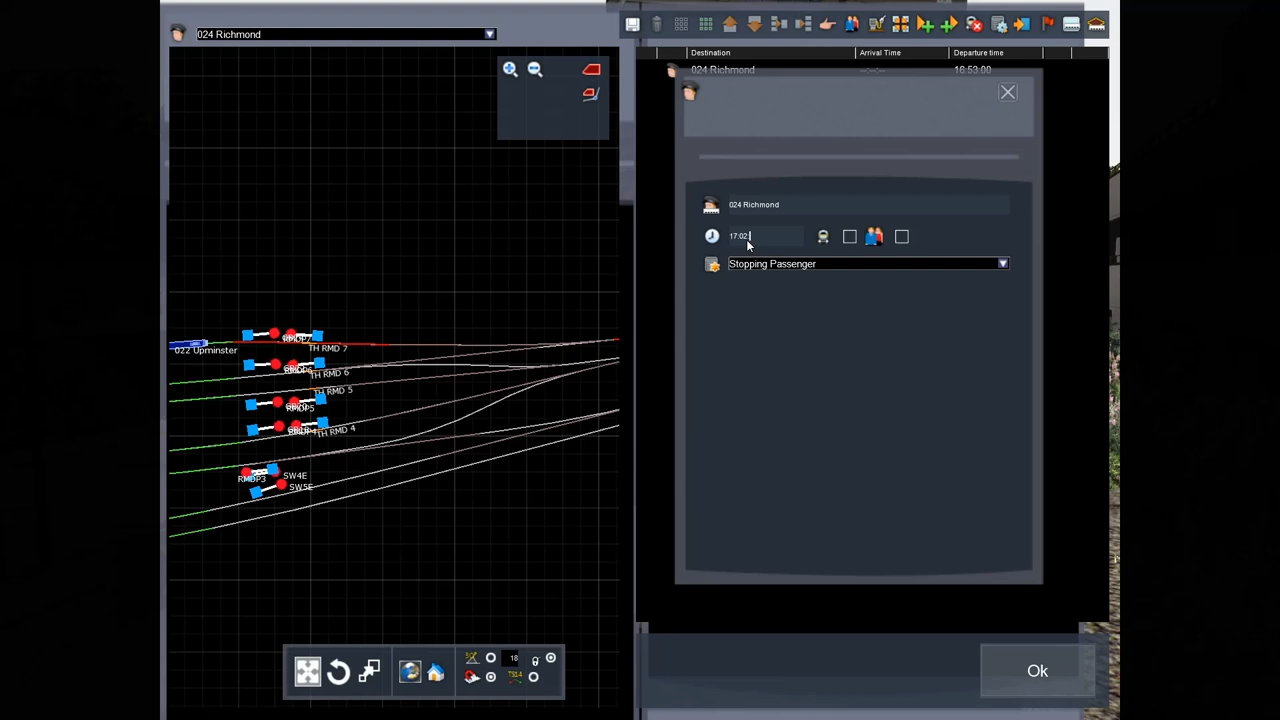 024 Richmond
Destination Arrival Time Departure time
024 Richmond --:--:-- 16:53:00
024 Richmond
17:02:
Stopping Passenger
022 Upminster
TH RMD 7
TH RMD 6
TH RMD 5
RMDP5
TH RMD 4
SW4E
RMDP3
SW5E
18
Ok